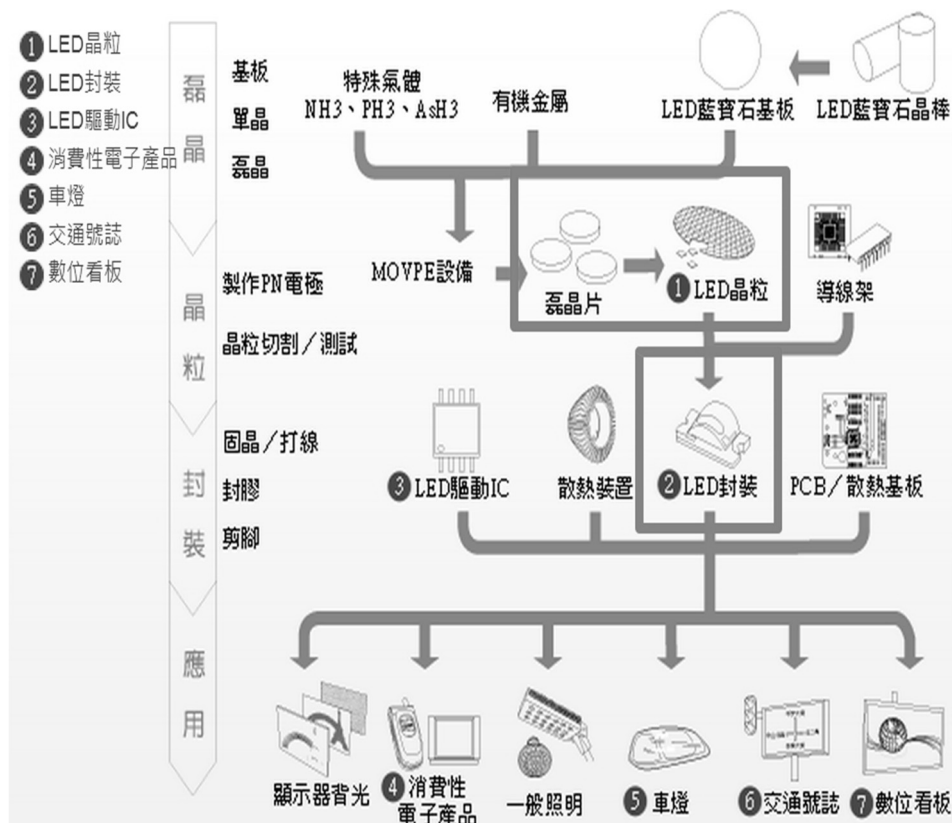 ❶ LED晶粒
❷ LED封裝
❸ LED驅動IC
❹ 消費性電子產品
❺ 車燈
❻ 交通號誌
❼ 數位看板
磊晶
基板
單晶
磊晶
晶粒
製作PN電極
晶粒切割／測試
封裝
固晶／打線
封膠
剪腳
應用
特殊氣體
NH3、PH3、AsH3
有機金屬
LED藍寶石基板
LED藍寶石晶棒
MOVPE設備
磊晶片
❶ LED晶粒
導線架
❸ LED驅動IC
散熱裝置
❷ LED封裝
PCB／散熱基板
顯示器背光
❹ 消費性
電子產品
一般照明
❺ 車燈
❻ 交通號誌
❼ 數位看板